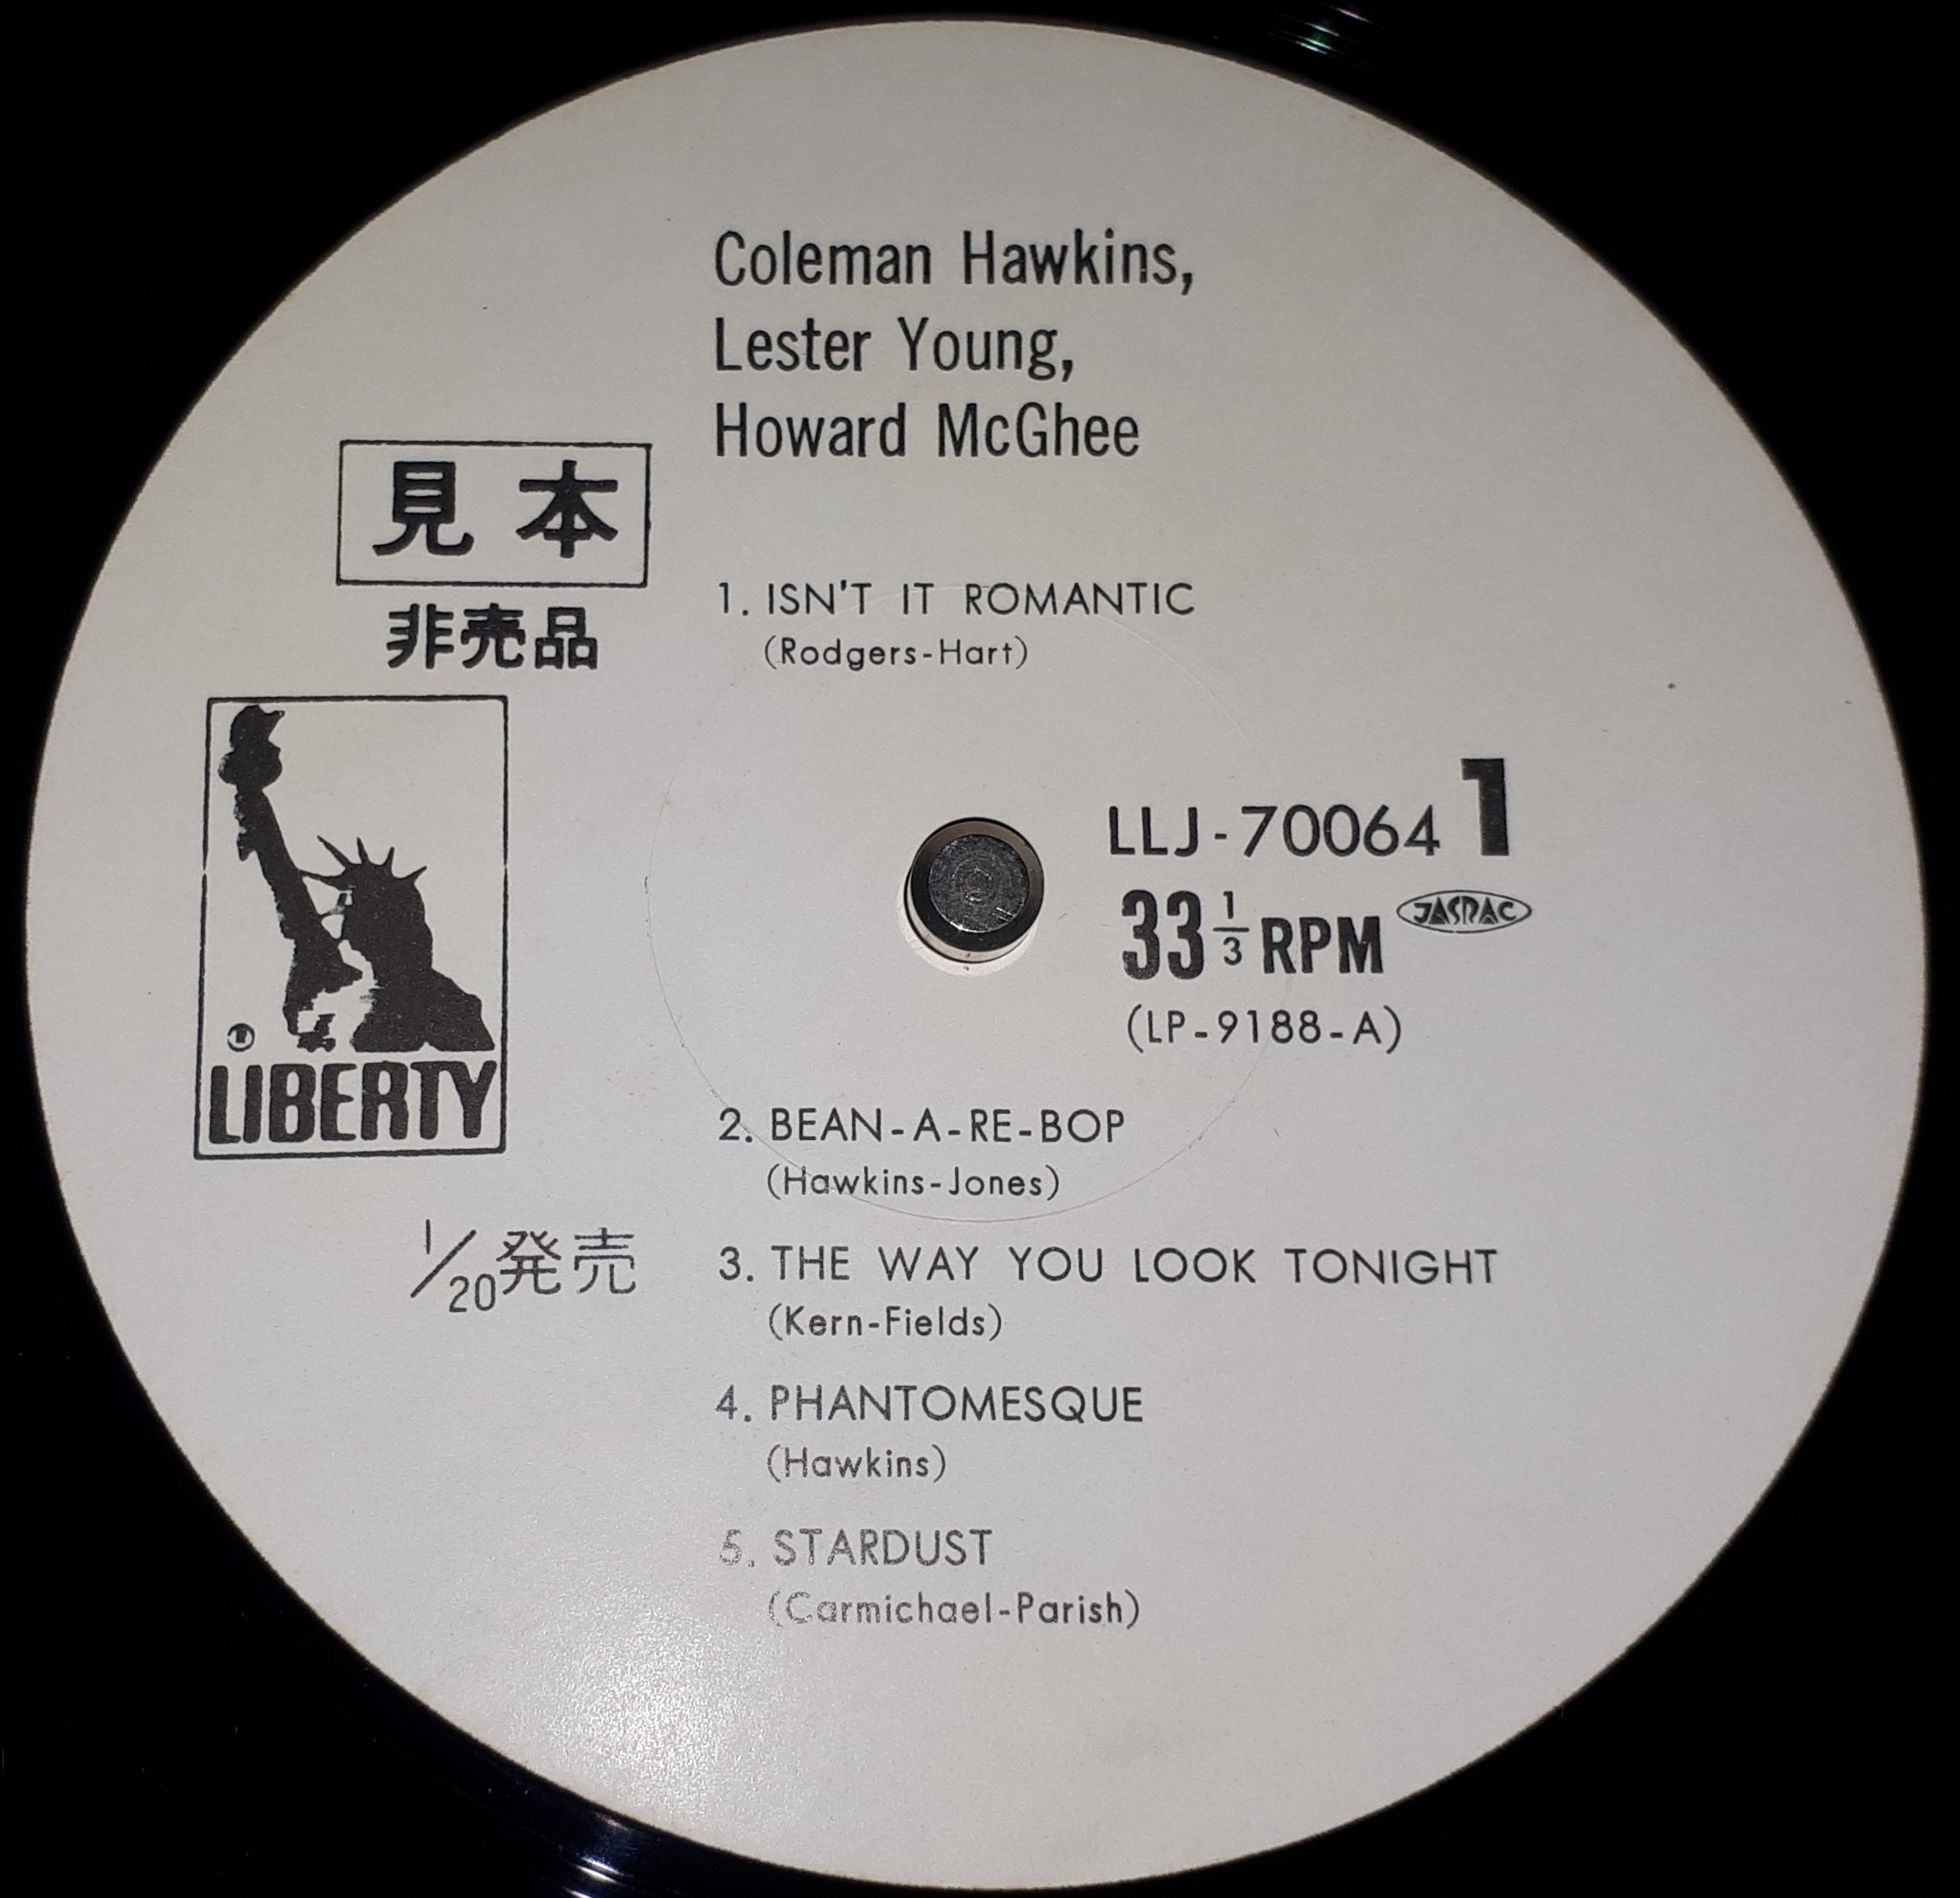 Coleman Hawkins,
Lester Young,
Howard McGhee
見本
非売品
1. ISN'T IT ROMANTIC
(Rodgers-Hart)
LIBERTY
LLJ-70064 1
33 1/3 RPM JASRAC
(LP-9188-A)
2. BEAN-A-RE-BOP
(Hawkins-Jones)
1/20発売
3. THE WAY YOU LOOK TONIGHT
(Kern-Fields)
4. PHANTOMESQUE
(Hawkins)
5. STARDUST
(Carmichael-Parish)